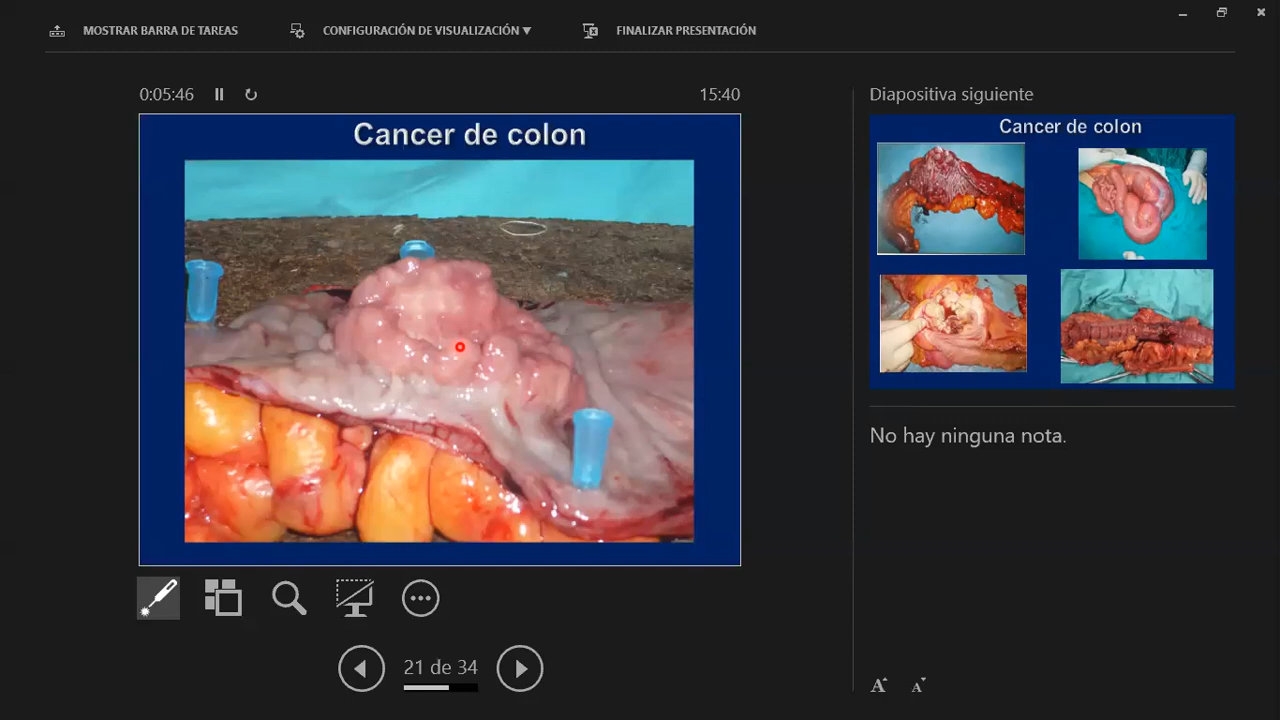 MOSTRAR BARRA DE TAREAS
CONFIGURACIÓN DE VISUALIZACIÓN ▼
FINALIZAR PRESENTACIÓN
0:05:46
15:40
Diapositiva siguiente
Cancer de colon
Cancer de colon
No hay ninguna nota.
21 de 34
A
A